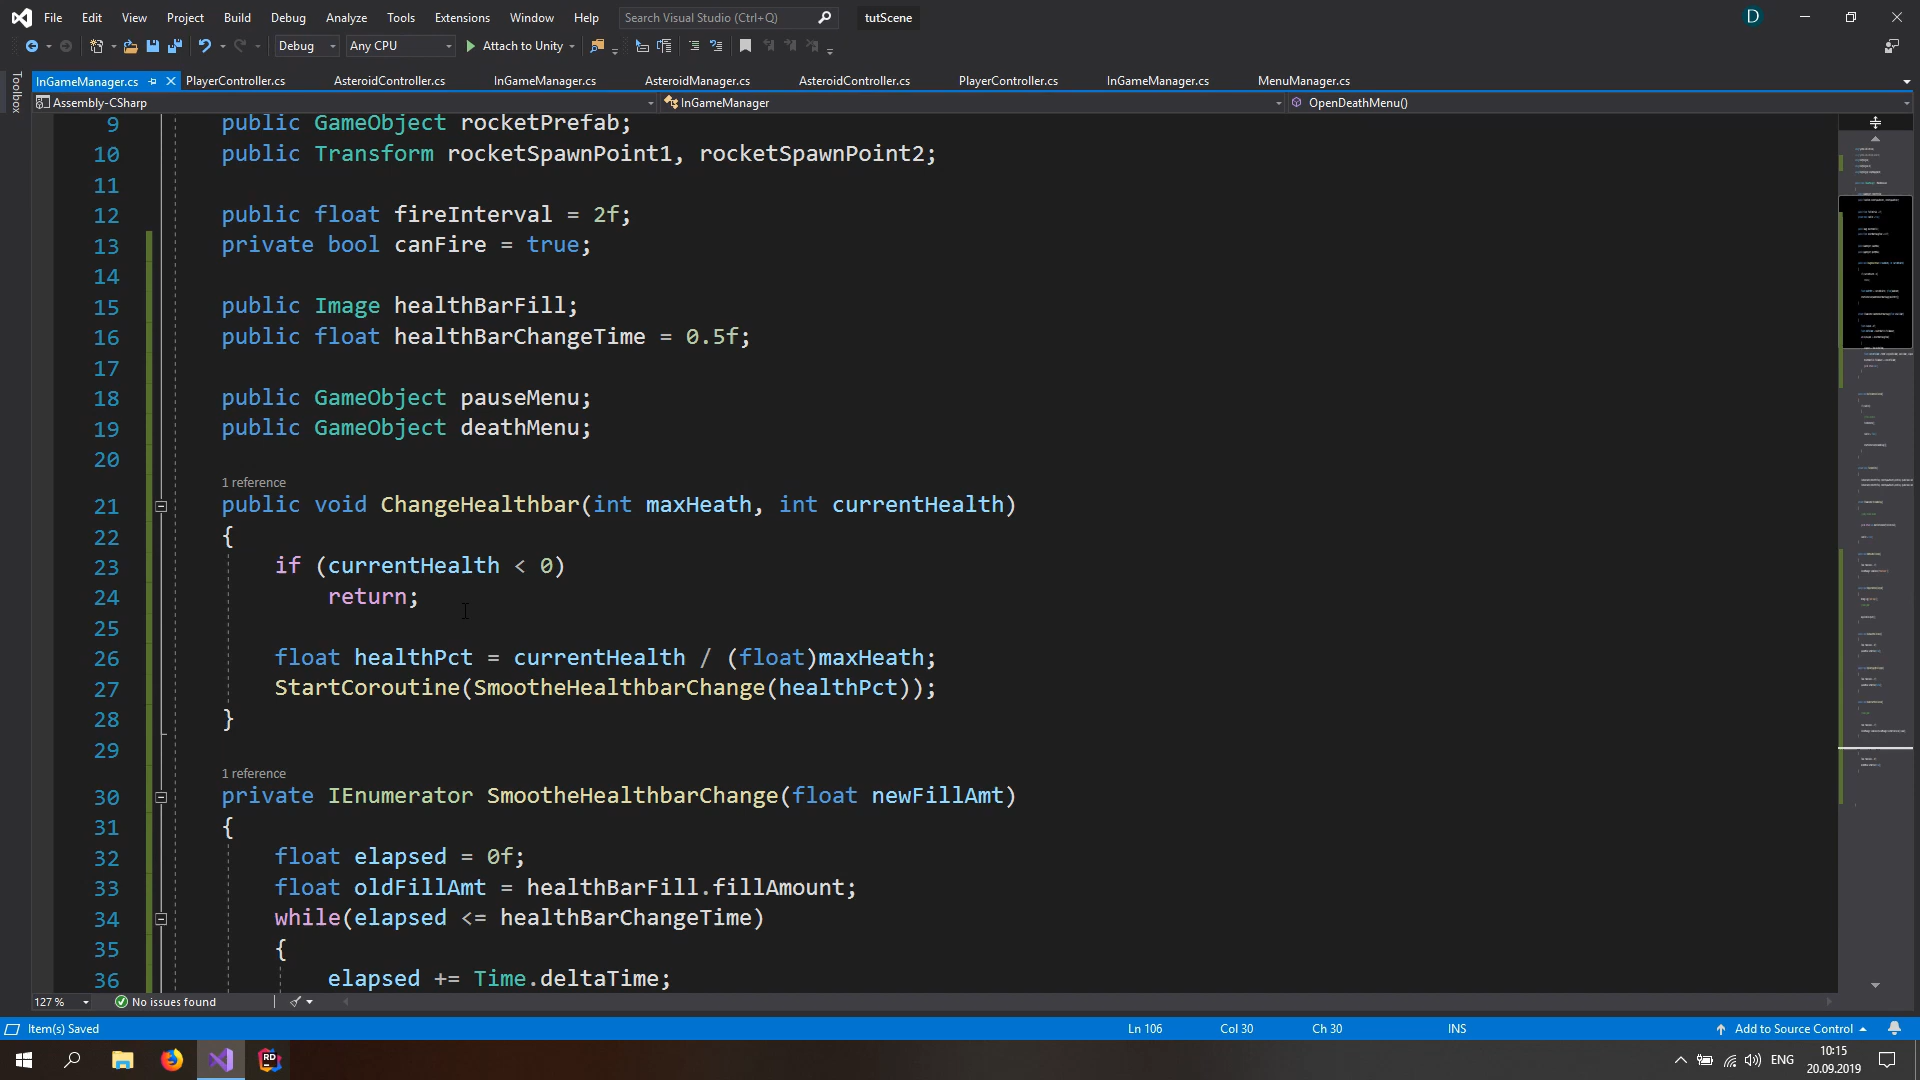 File Edit View Project Build Debug Analyze Tools Extensions Window Help Search Visual Studio (Ctrl+Q) tutScene D
Debug Any CPU Attach to Unity
Toolbox
InGameManager.cs PlayerController.cs AsteroidController.cs InGameManager.cs AsteroidManager.cs AsteroidController.cs PlayerController.cs InGameManager.cs MenuManager.cs
Assembly-CSharp InGameManager OpenDeathMenu()
9 public GameObject rocketPrefab;
10 public Transform rocketSpawnPoint1, rocketSpawnPoint2;
11
12 public float fireInterval = 2f;
13 private bool canFire = true;
14
15 public Image healthBarFill;
16 public float healthBarChangeTime = 0.5f;
17
18 public GameObject pauseMenu;
19 public GameObject deathMenu;
20
1 reference
21 public void ChangeHealthbar(int maxHeath, int currentHealth)
22 {
23 if (currentHealth < 0)
24 return;
25
26 float healthPct = currentHealth / (float)maxHeath;
27 StartCoroutine(SmootheHealthbarChange(healthPct));
28 }
29
1 reference
30 private IEnumerator SmootheHealthbarChange(float newFillAmt)
31 {
32 float elapsed = 0f;
33 float oldFillAmt = healthBarFill.fillAmount;
34 while(elapsed <= healthBarChangeTime)
35 {
36 elapsed += Time.deltaTime;
127 % No issues found
Item(s) Saved Ln 106 Col 30 Ch 30 INS Add to Source Control
RD ENG 10:15
20.09.2019